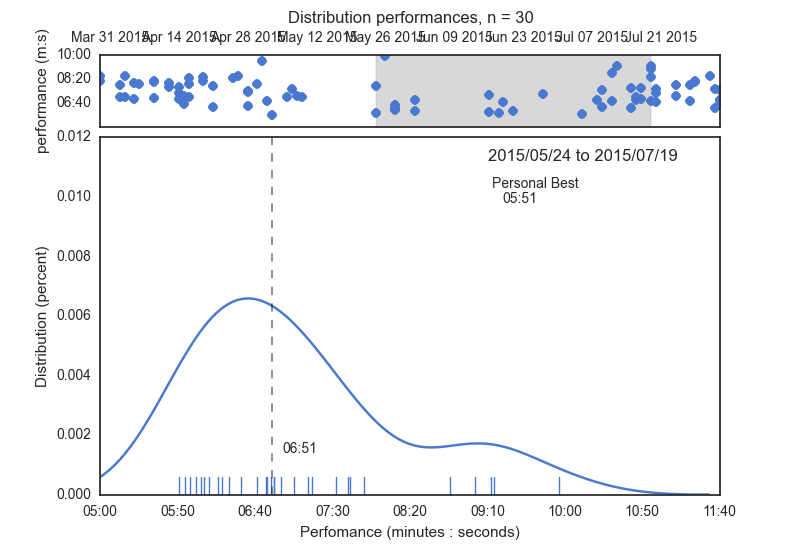 Distribution performances, n = 30
Mar 31 2015 Apr 14 2015 Apr 28 2015 May 12 2015 May 26 2015 Jun 09 2015 Jun 23 2015 Jul 07 2015 Jul 21 2015
performance (m:s)
10:00
08:20
06:40
0.012
0.010
0.008
0.006
0.004
0.002
0.000
Distribution (percent)
2015/05/24 to 2015/07/19
Personal Best
05:51
06:51
05:00 05:50 06:40 07:30 08:20 09:10 10:00 10:50 11:40
Perfomance (minutes : seconds)